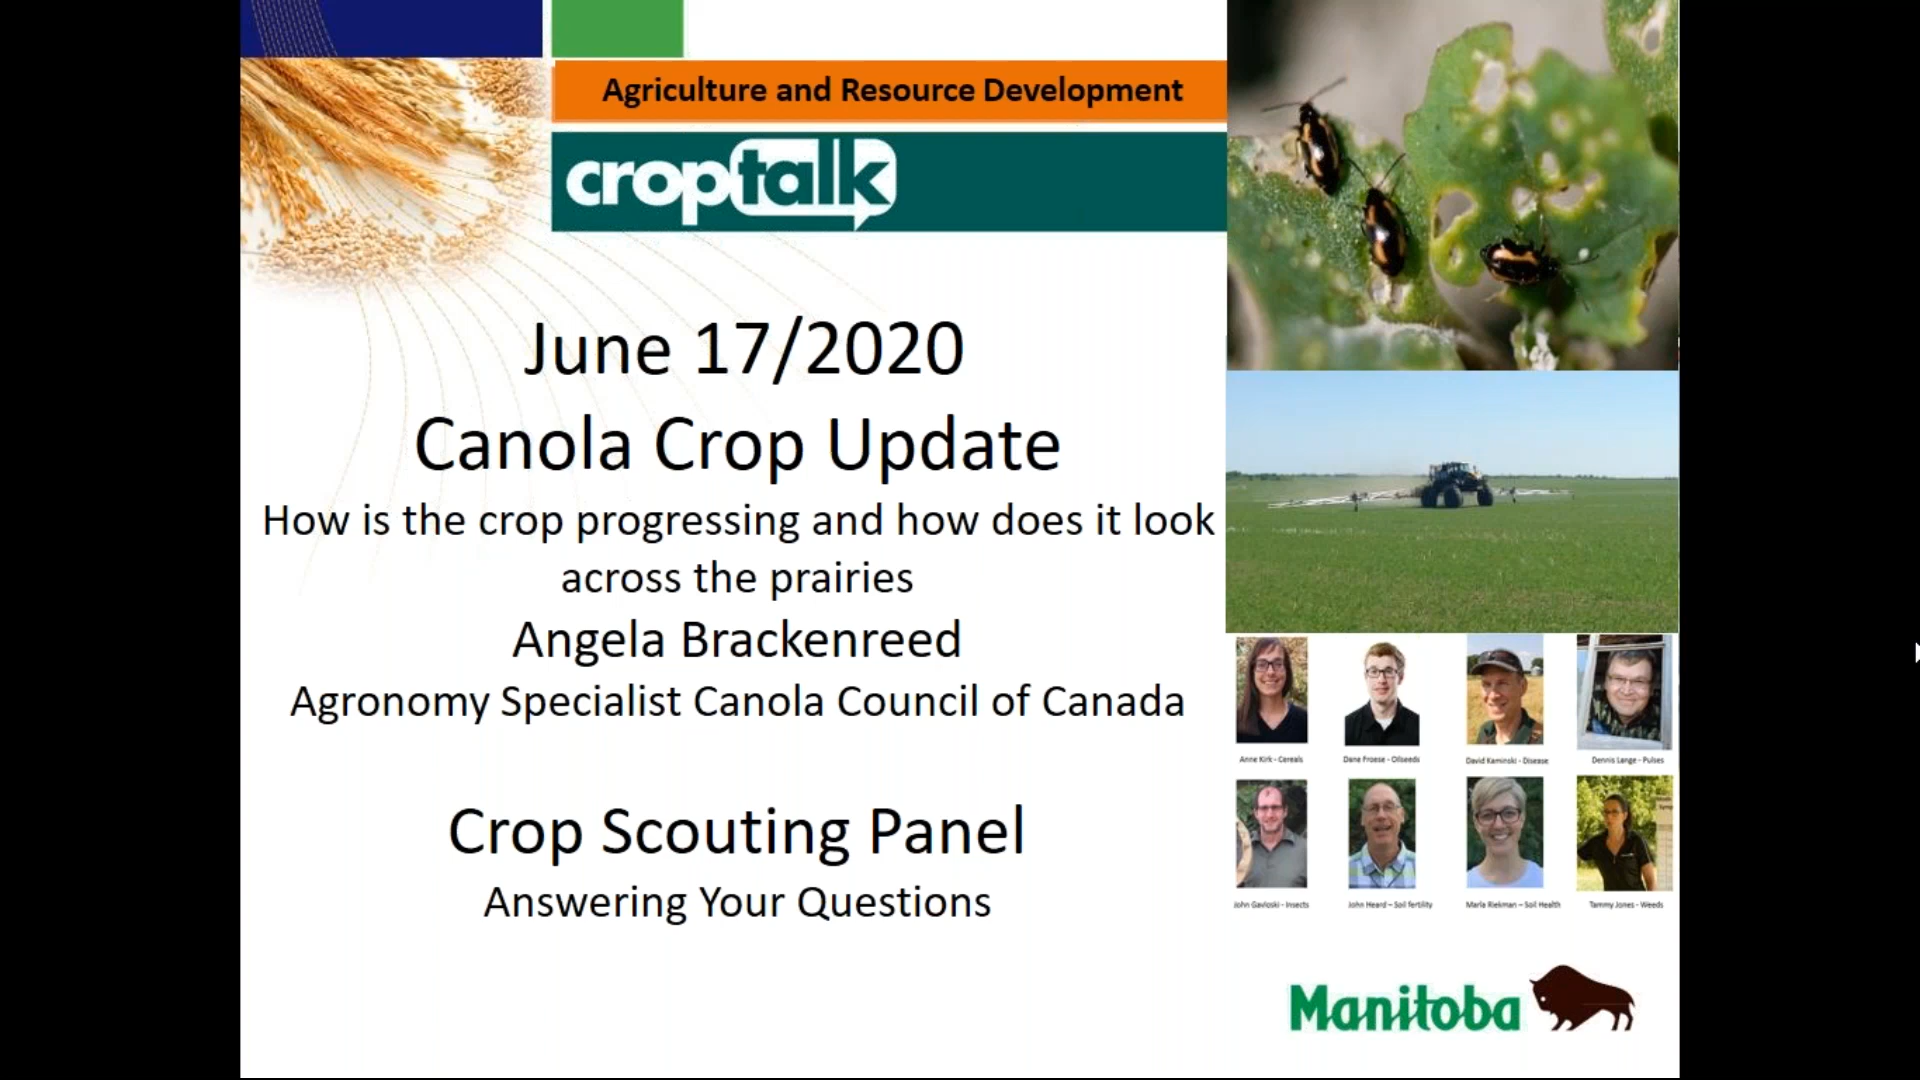 Agriculture and Resource Development
croptalk
June 17/2020
Canola Crop Update
How is the crop progressing and how does it look
across the prairies
Angela Brackenreed
Agronomy Specialist Canola Council of Canada
Crop Scouting Panel
Answering Your Questions
Anne Kirk - Cereals
Dane Froese - Oilseeds
David Kaminski - Disease
Dennis Lange - Pulses
John Gavloski - Insects
John Heard – Soil fertility
Marla Riekman – Soil Health
Tammy Jones - Weeds
Manitoba